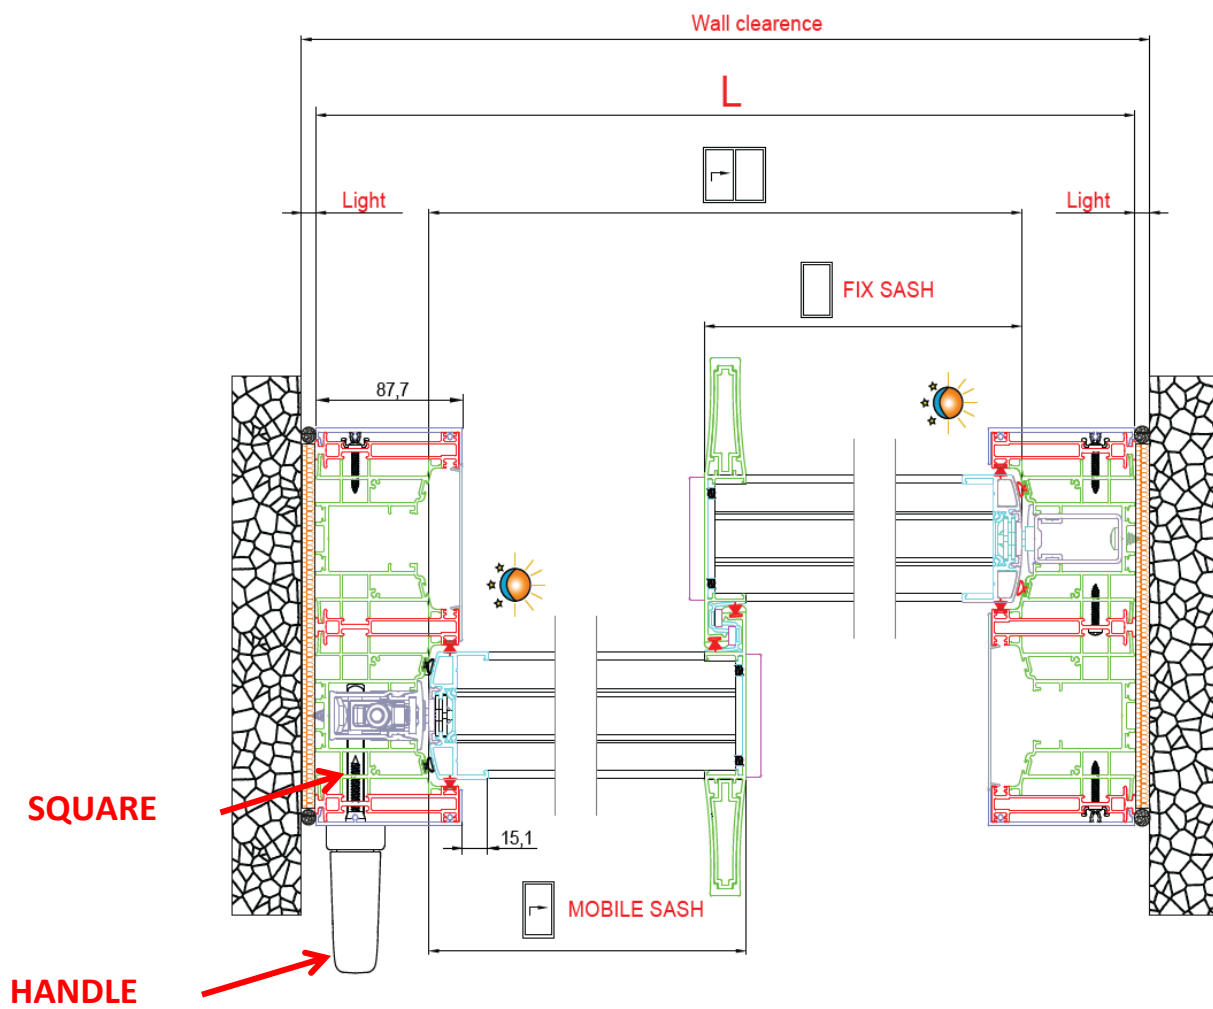 Wall clearence
L
Light
Light
FIX SASH
87,7
SQUARE
15,1
MOBILE SASH
HANDLE